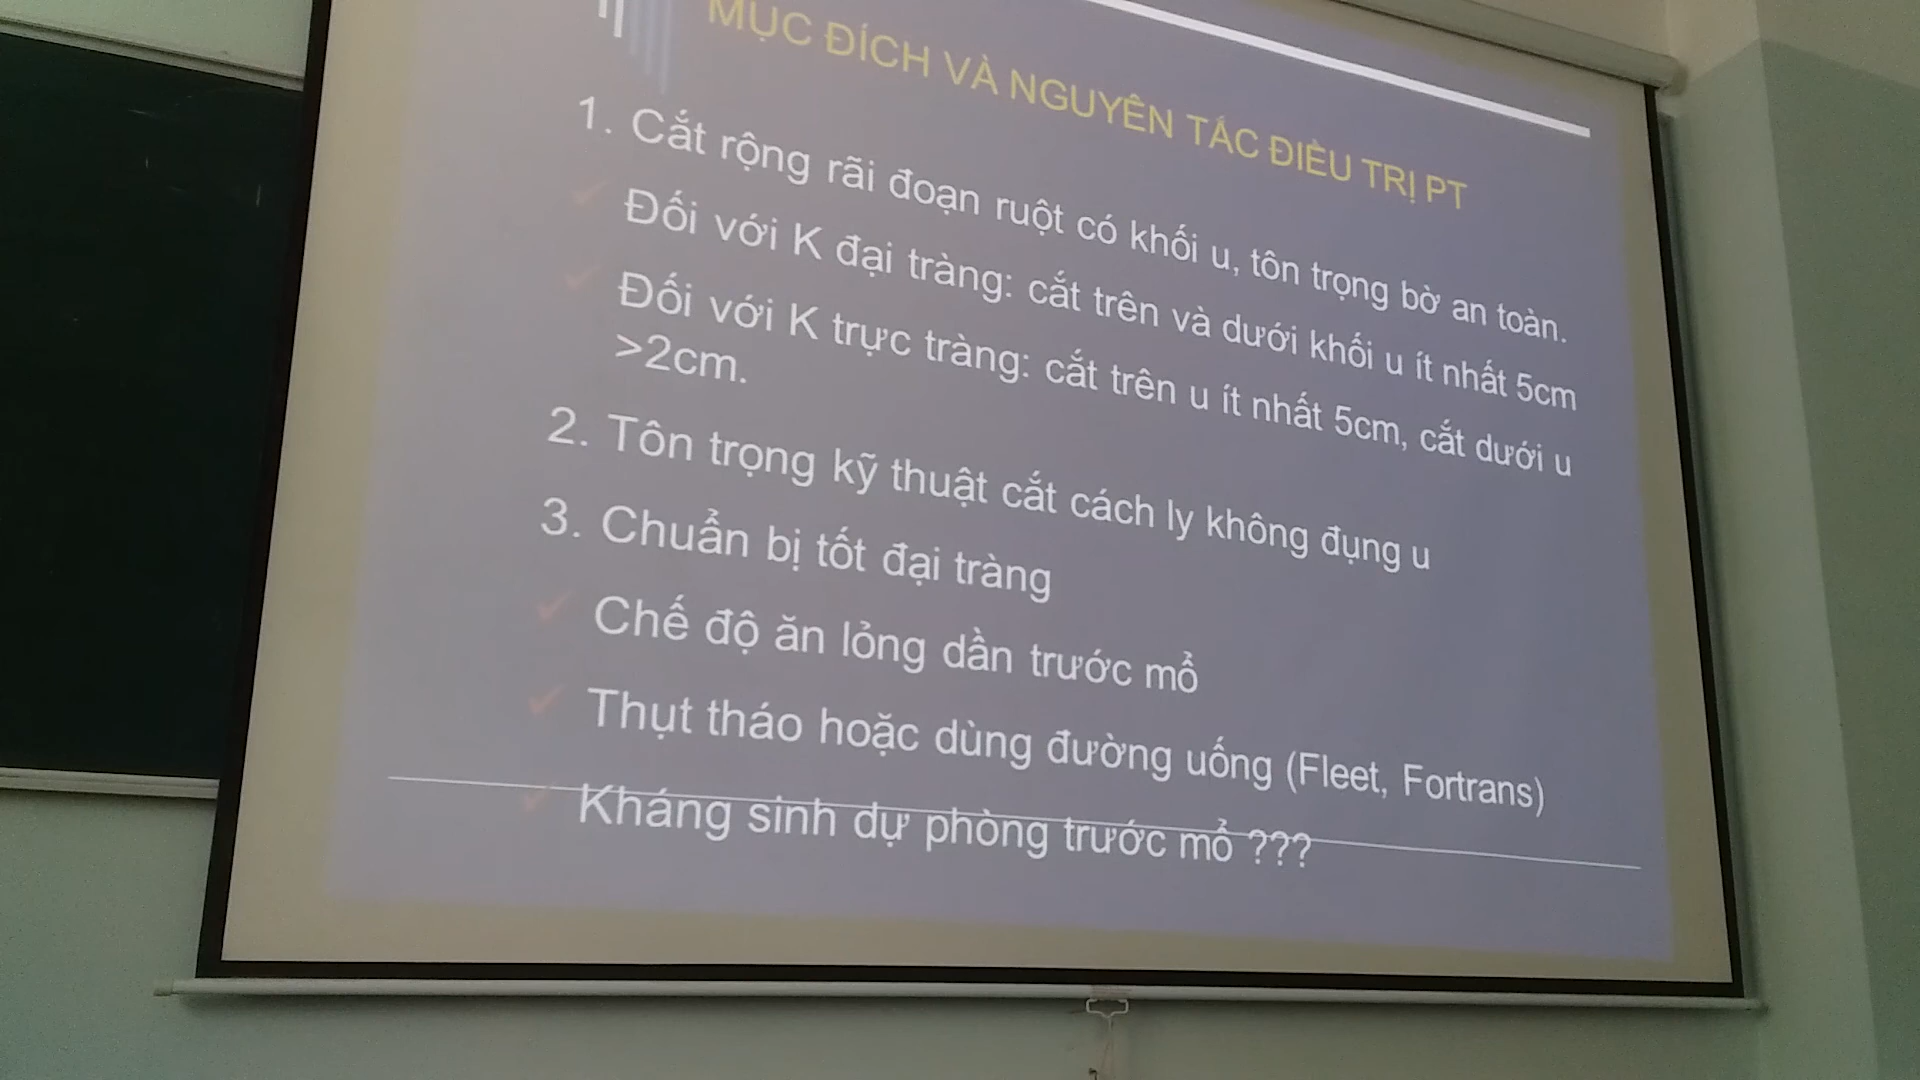 MỤC ĐÍCH VÀ NGUYÊN TẮC ĐIỀU TRỊ PT
1. Cắt rộng rãi đoạn ruột có khối u, tôn trọng bờ an toàn.
Đối với K đại tràng: cắt trên và dưới khối u ít nhất 5cm
Đối với K trực tràng: cắt trên u ít nhất 5cm, cắt dưới u
>2cm.
2. Tôn trọng kỹ thuật cắt cách ly không đụng u
3. Chuẩn bị tốt đại tràng
Chế độ ăn lỏng dần trước mổ
Thụt tháo hoặc dùng đường uống (Fleet, Fortrans)
Kháng sinh dự phòng trước mổ ???